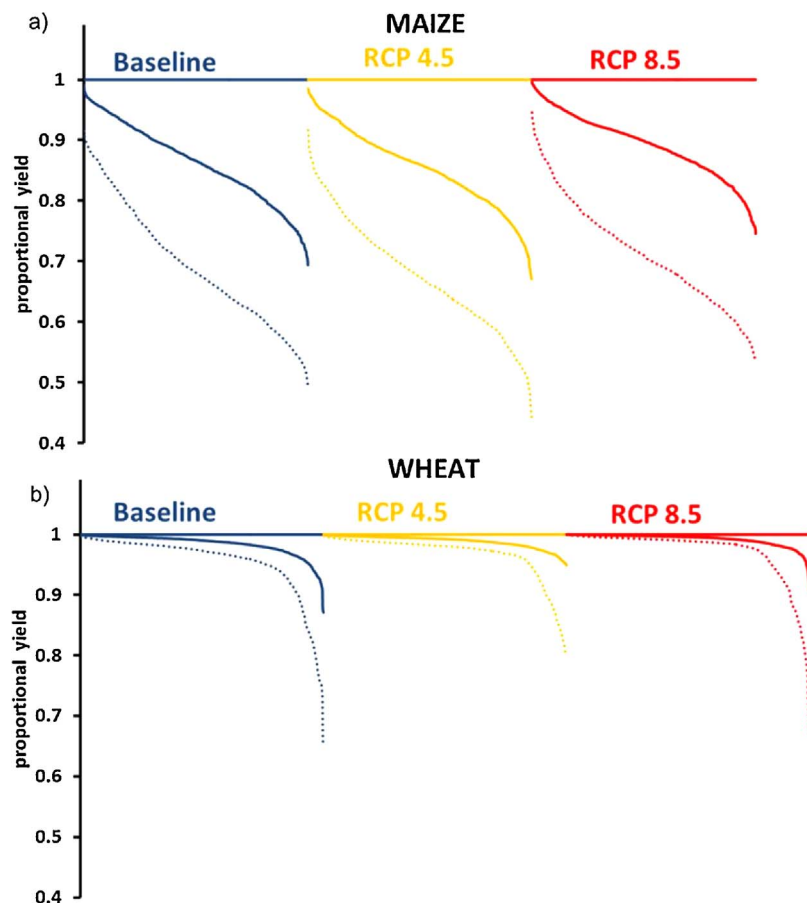 a)
MAIZE
Baseline
RCP 4.5
RCP 8.5
proportional yield
1
0.9
0.8
0.7
0.6
0.5
0.4
b)
WHEAT
Baseline
RCP 4.5
RCP 8.5
proportional yield
1
0.9
0.8
0.7
0.6
0.5
0.4